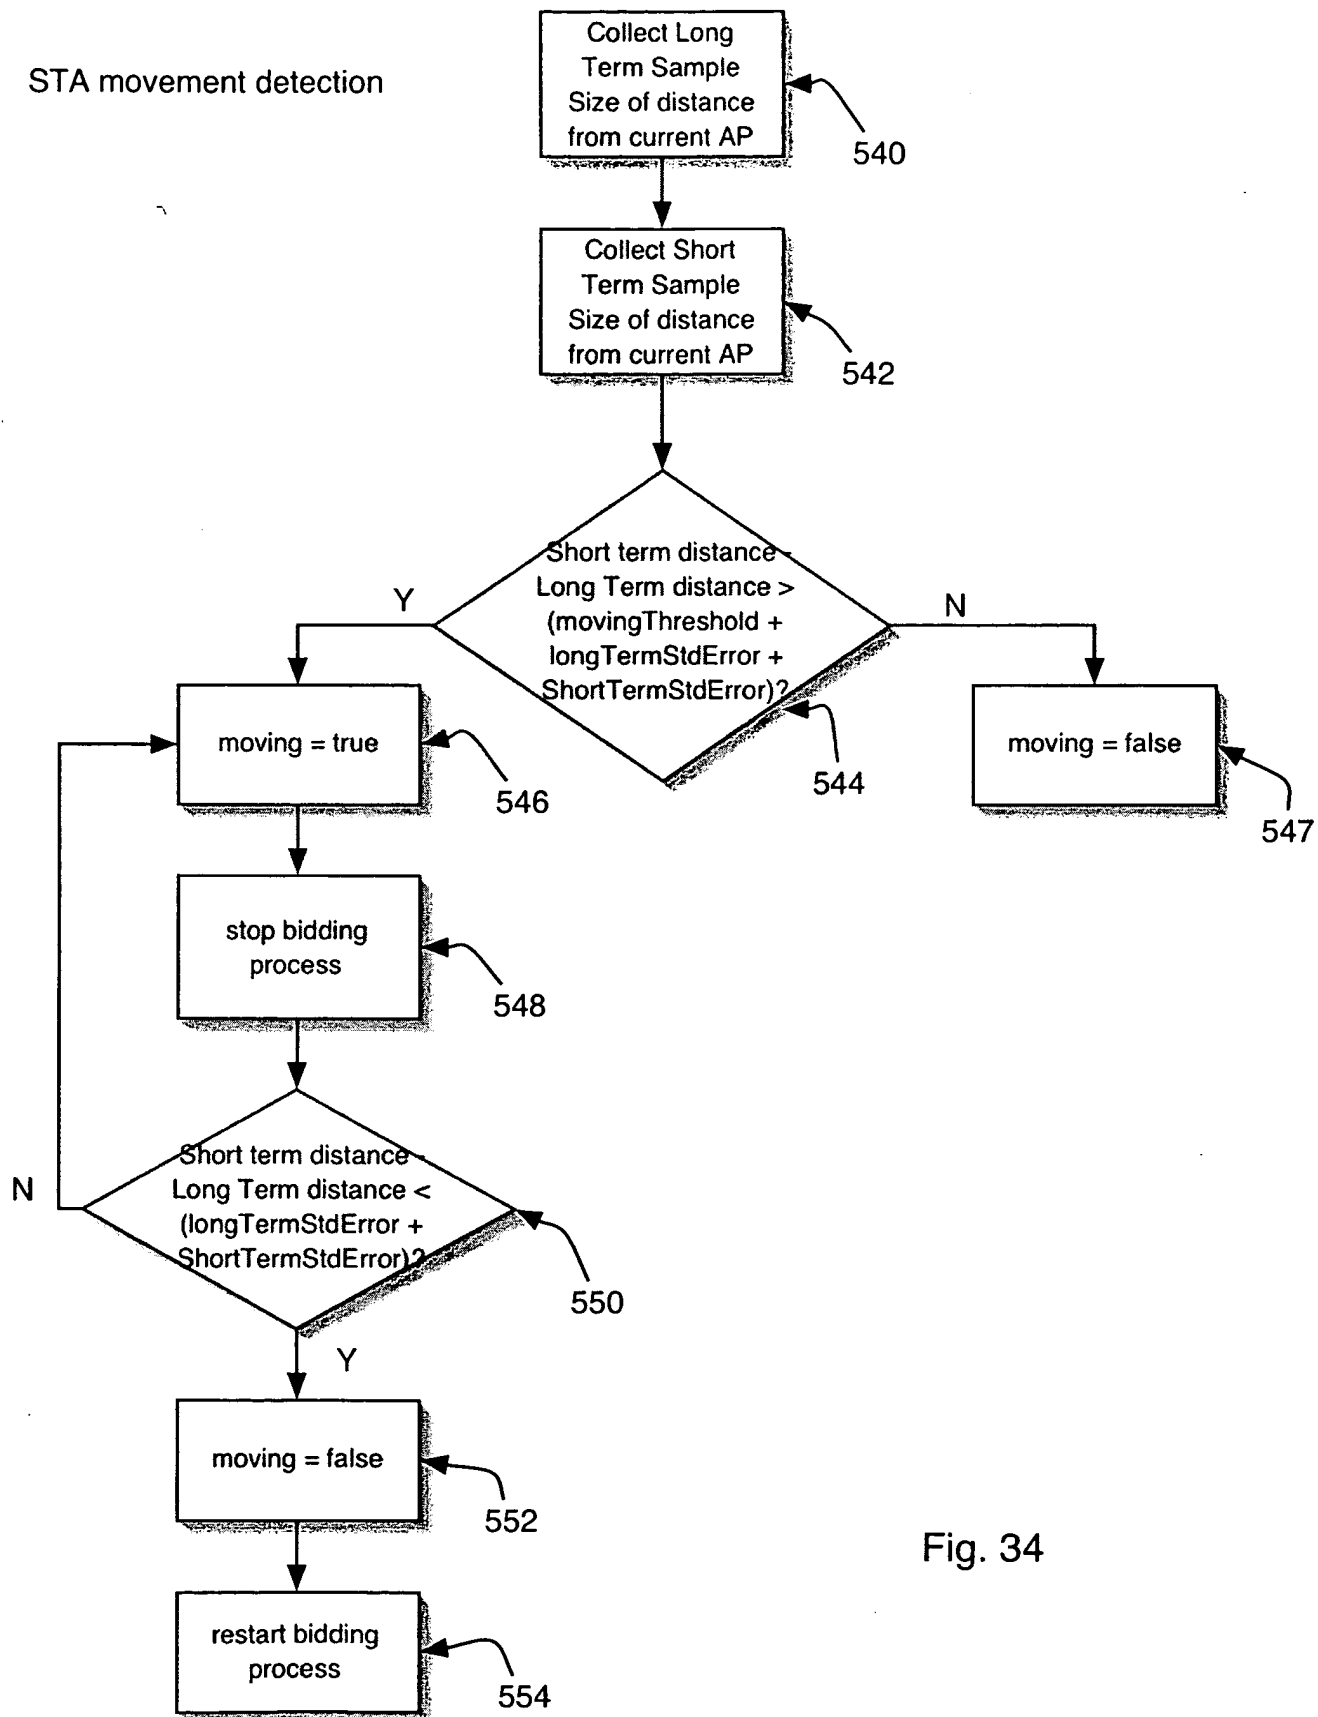 STA movement detection
Collect Long
Term Sample
Size of distance
from current AP
540
Collect Short
Term Sample
Size of distance
from current AP
542
Short term distance -
Long Term distance >
(movingThreshold +
longTermStdError +
ShortTermStdError)?
Y
N
544
moving = true
546
moving = false
547
stop bidding
process
548
Short term distance -
Long Term distance <
(longTermStdError +
ShortTermStdError)?
N
550
Y
moving = false
552
restart bidding
process
554
Fig. 34